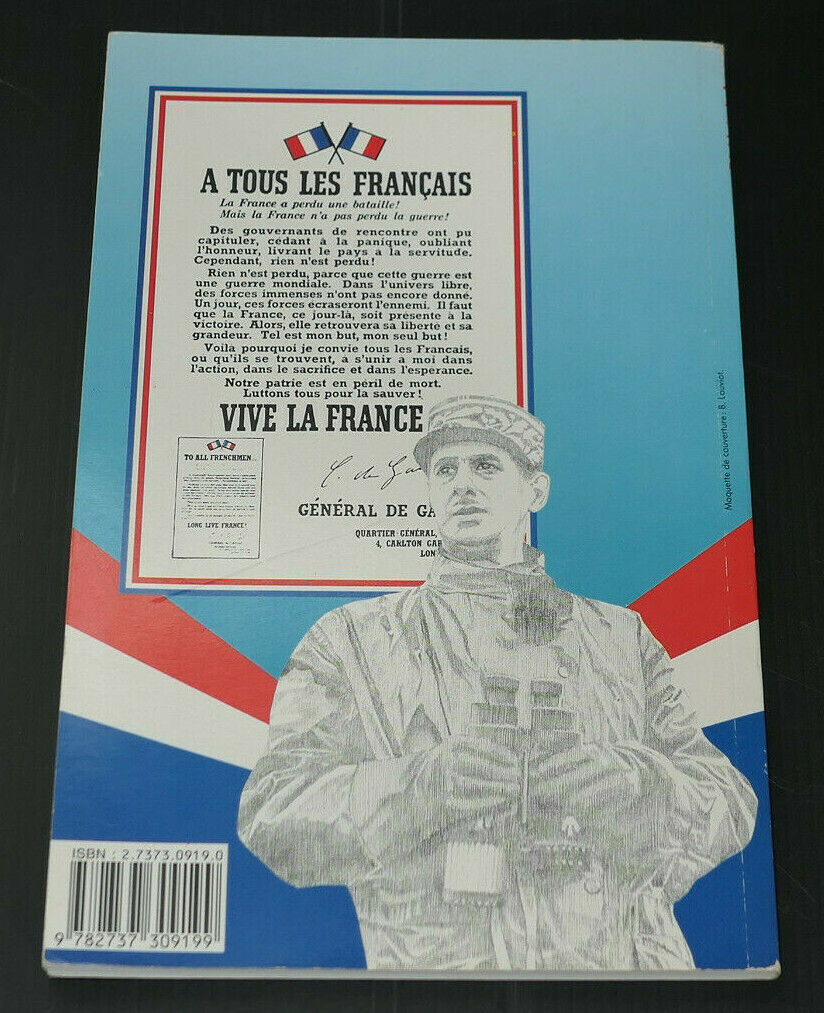 A TOUS LES FRANÇAIS
La France a perdu une bataille!
Mais la France n'a pas perdu la guerre!
Des gouvernants de rencontre ont pu
capituler, cédant à la panique, oubliant
l'honneur, livrant le pays à la servitude.
Cependant, rien n'est perdu!
Rien n'est perdu, parce que cette guerre est
une guerre mondiale. Dans l'univers libre,
des forces immenses n'ont pas encore donné.
Un jour, ces forces écraseront l'ennemi. Il faut
que la France, ce jour-là, soit présente à la
victoire. Alors, elle retrouvera sa liberté et sa
grandeur. Tel est mon but, mon seul but!
Voilà pourquoi je convie tous les Francais,
ou qu'ils se trouvent, à s'unir a moi dans
l'action, dans le sacrifice et dans l'esperance.
Notre patrie est en péril de mort.
Luttons tous pour la sauver!
VIVE LA FRANCE
TO ALL FRENCHMEN...
LONG LIVE FRANCE!
C. de Gau
GÉNÉRAL DE GA
QUARTIER-GÉNÉRAL,
4, CARLTON GAR
LON
Maquette de couverture : B. Louviot.
ISBN : 2.7373.0919.0
9 782737 309199